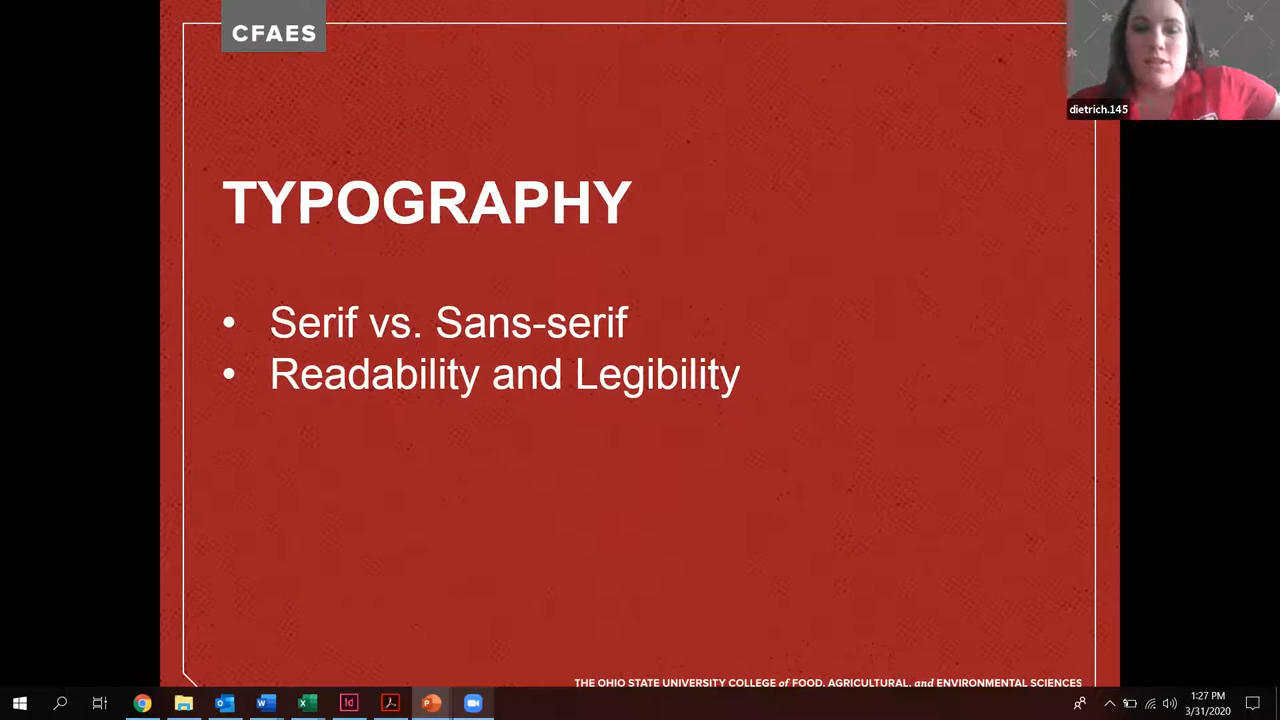 CFAES
dietrich.145
TYPOGRAPHY
• Serif vs. Sans-serif
• Readability and Legibility
THE OHIO STATE UNIVERSITY COLLEGE of FOOD, AGRICULTURAL, and ENVIRONMENTAL SCIENCES
1:27 PM
3/31/2020